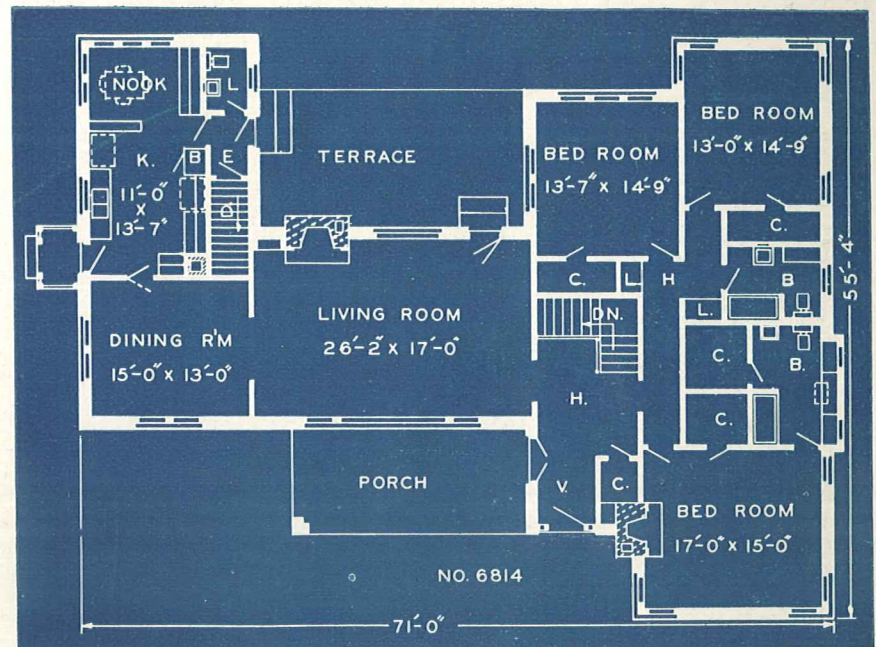 NOOK
L
BED ROOM
13'-0" x 14'-9"
K.
11'-0"
x
13'-7"
B
E
D.
TERRACE
BED ROOM
13'-7" x 14'-9"
C.
C.
L.
H
B
L.
DINING R'M
15'-0" x 13'-0"
LIVING ROOM
26'-2" x 17'-0"
DN.
H.
C.
B.
C.
55'-4"
PORCH
V.
C.
BED ROOM
17'-0" x 15'-0"
NO. 6814
71'-0"